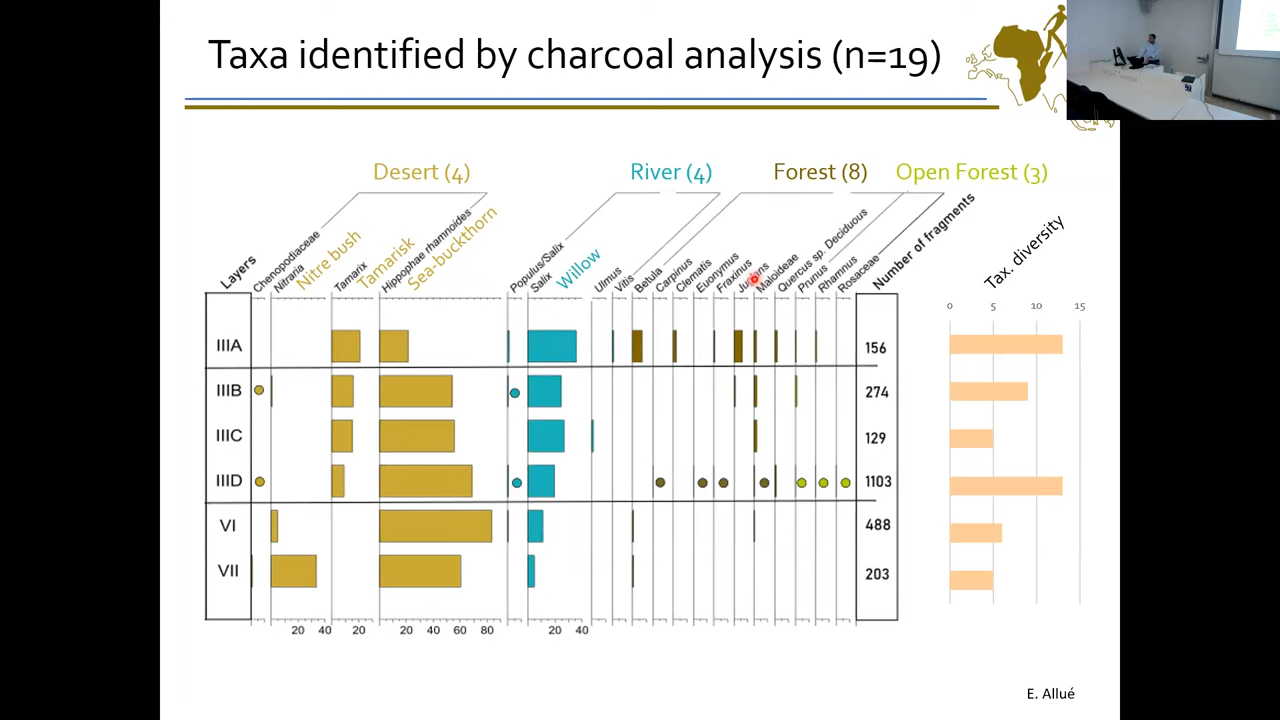 Taxa identified by charcoal analysis (n=19)
Desert (4)
River (4)
Forest (8)
Open Forest (3)
Layers
Chenopodiaceae
Nitraria
Nitre bush
Tamarix
Tamarisk
Hippophae rhamnoides
Sea-buckthorn
Populus/Salix
Salix
Willow
Ulmus
Vitis
Betula
Carpinus
Clematis
Euonymus
Fraxinus
Maloideae
Quercus sp. Deciduous
Prunus
Rhamnus
Rosaceae
Number of fragments
Tax. diversity
0 5 10 15
IIIA 156
IIIB 274
IIIC 129
IIID 1103
VI 488
VII 203
20 40 20 20 40 60 80 20 40
E. Allué